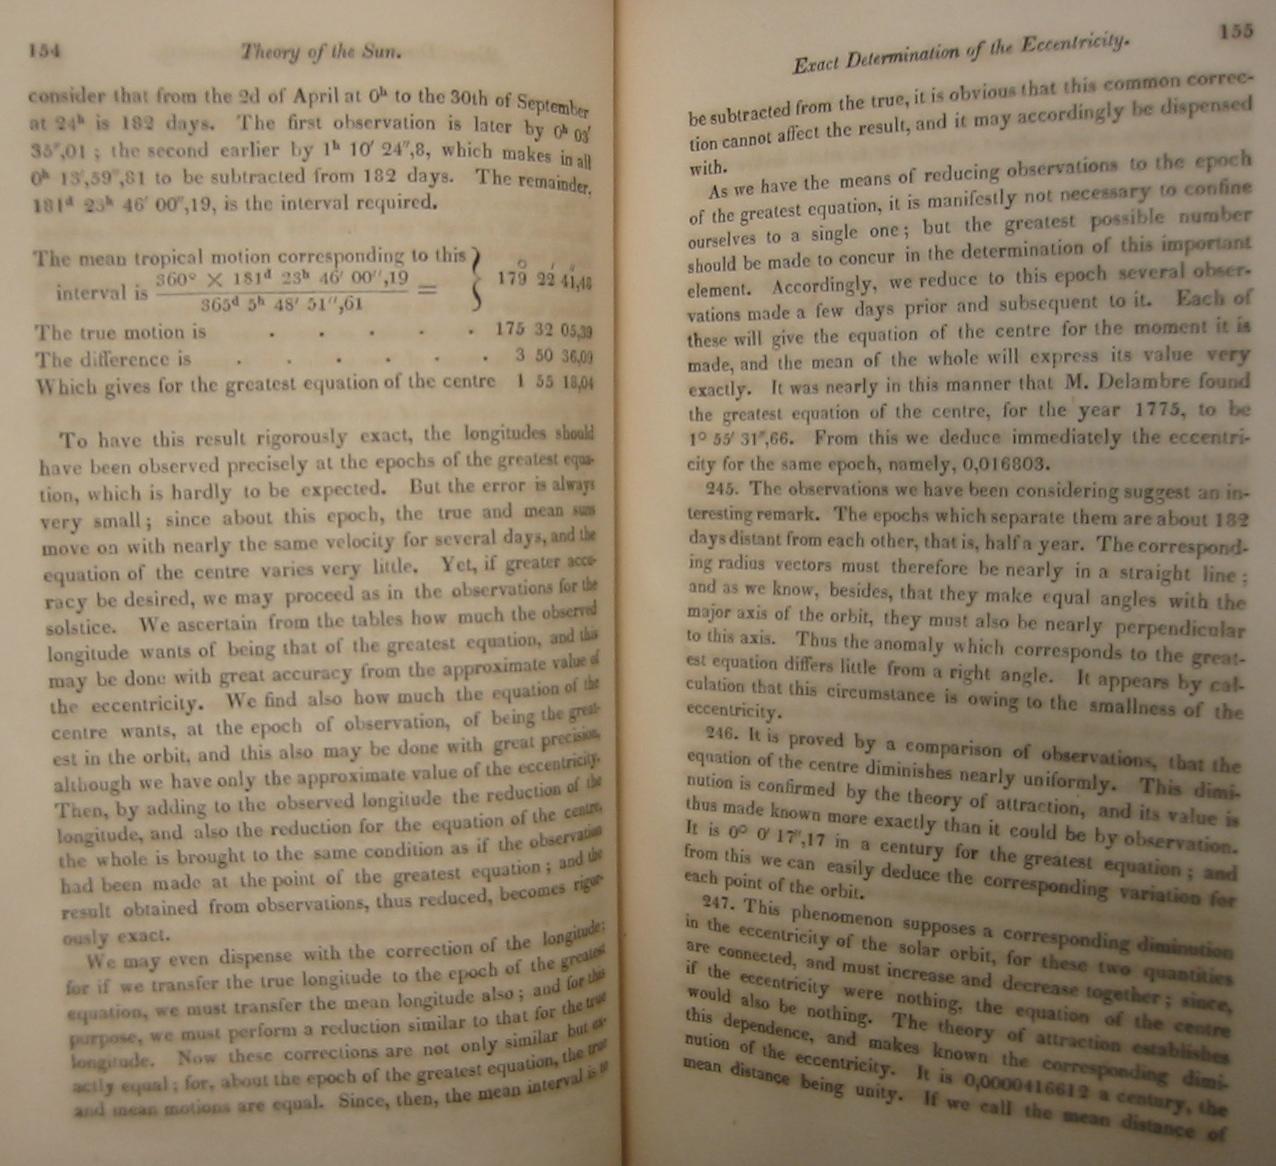 154
Theory of the Sun.
consider that from the 2d of April at 0ʰ to the 30th of September
at 24ʰ is 182 days. The first observation is later by 0ʰ 03′
35″,01 ; the second earlier by 1ʰ 10′ 24″,8, which makes in all
0ʰ 13′,59″,81 to be subtracted from 182 days. The remainder,
181ᵈ 23ʰ 46′ 00″,19, is the interval required.
The mean tropical motion corresponding to this
interval is 360° × 181ᵈ 23ʰ 46′ 00″,19 / 365ᵈ 5ʰ 48′ 51″,61 = } 179° 22′ 41″,48
The true motion is . . . . . 175 32 05,39
The difference is . . . . . . 3 50 36,09
Which gives for the greatest equation of the centre 1 55 18,04
To have this result rigorously exact, the longitudes should
have been observed precisely at the epochs of the greatest equa-
tion, which is hardly to be expected. But the error is always
very small ; since about this epoch, the true and mean suns
move on with nearly the same velocity for several days, and the
equation of the centre varies very little. Yet, if greater accu-
racy be desired, we may proceed as in the observations for the
solstice. We ascertain from the tables how much the observed
longitude wants of being that of the greatest equation, and this
may be done with great accuracy from the approximate value of
the eccentricity. We find also how much the equation of the
centre wants, at the epoch of observation, of being the great-
est in the orbit, and this also may be done with great precision,
although we have only the approximate value of the eccentricity.
Then, by adding to the observed longitude the reduction of the
longitude, and also the reduction for the equation of the centre,
the whole is brought to the same condition as if the observation
had been made at the point of the greatest equation ; and the
result obtained from observations, thus reduced, becomes rigor-
ously exact.
We may even dispense with the correction of the longitude ;
for if we transfer the true longitude to the epoch of the greatest
equation, we must transfer the mean longitude also ; and for this
purpose, we must perform a reduction similar to that for the true
longitude. Now these corrections are not only similar but ex-
actly equal ; for, about the epoch of the greatest equation, the true
and mean motions are equal. Since, then, the mean interval is to
Exact Determination of the Eccentricity.
155
be subtracted from the true, it is obvious that this common correc-
tion cannot affect the result, and it may accordingly be dispensed
with.
As we have the means of reducing observations to the epoch
of the greatest equation, it is manifestly not necessary to confine
ourselves to a single one ; but the greatest possible number
should be made to concur in the determination of this important
element. Accordingly, we reduce to this epoch several obser-
vations made a few days prior and subsequent to it. Each of
these will give the equation of the centre for the moment it is
made, and the mean of the whole will express its value very
exactly. It was nearly in this manner that M. Delambre found
the greatest equation of the centre, for the year 1775, to be
1° 55′ 31″,66. From this we deduce immediately the eccentri-
city for the same epoch, namely, 0,016803.
245. The observations we have been considering suggest an in-
teresting remark. The epochs which separate them are about 182
days distant from each other, that is, half a year. The correspond-
ing radius vectors must therefore be nearly in a straight line ;
and as we know, besides, that they make equal angles with the
major axis of the orbit, they must also be nearly perpendicular
to this axis. Thus the anomaly which corresponds to the great-
est equation differs little from a right angle. It appears by cal-
culation that this circumstance is owing to the smallness of the
eccentricity.
246. It is proved by a comparison of observations, that the
equation of the centre diminishes nearly uniformly. This dimi-
nution is confirmed by the theory of attraction, and its value is
thus made known more exactly than it could be by observation.
It is 0° 0′ 17″,17 in a century for the greatest equation ; and
from this we can easily deduce the corresponding variation for
each point of the orbit.
247. This phenomenon supposes a corresponding diminution
in the eccentricity of the solar orbit, for these two quantities
are connected, and must increase and decrease together ; since,
if the eccentricity were nothing, the equation of the centre
would also be nothing. The theory of attraction establishes
this dependence, and makes known the corresponding dimi-
nution of the eccentricity. It is 0,0000416612 a century, the
mean distance being unity. If we call the mean distance of